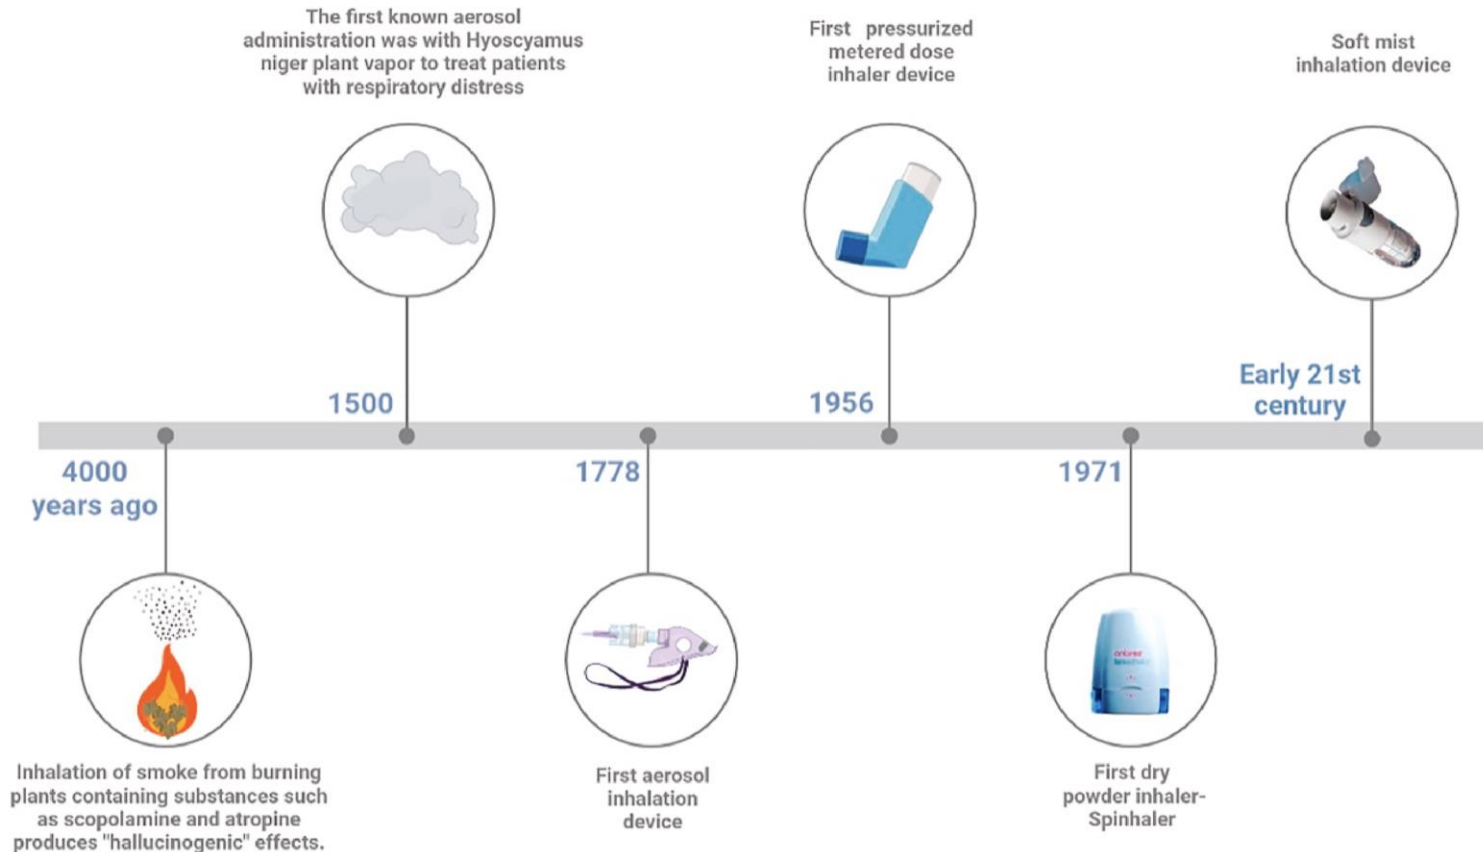 The first known aerosol
administration was with Hyoscyamus
niger plant vapor to treat patients
with respiratory distress
First pressurized
metered dose
inhaler device
Soft mist
inhalation device
1500
1956
Early 21st
century
4000
years ago
1778
1971
Inhalation of smoke from burning
plants containing substances such
as scopolamine and atropine
produces "hallucinogenic" effects.
First aerosol
inhalation
device
First dry
powder inhaler-
Spinhaler